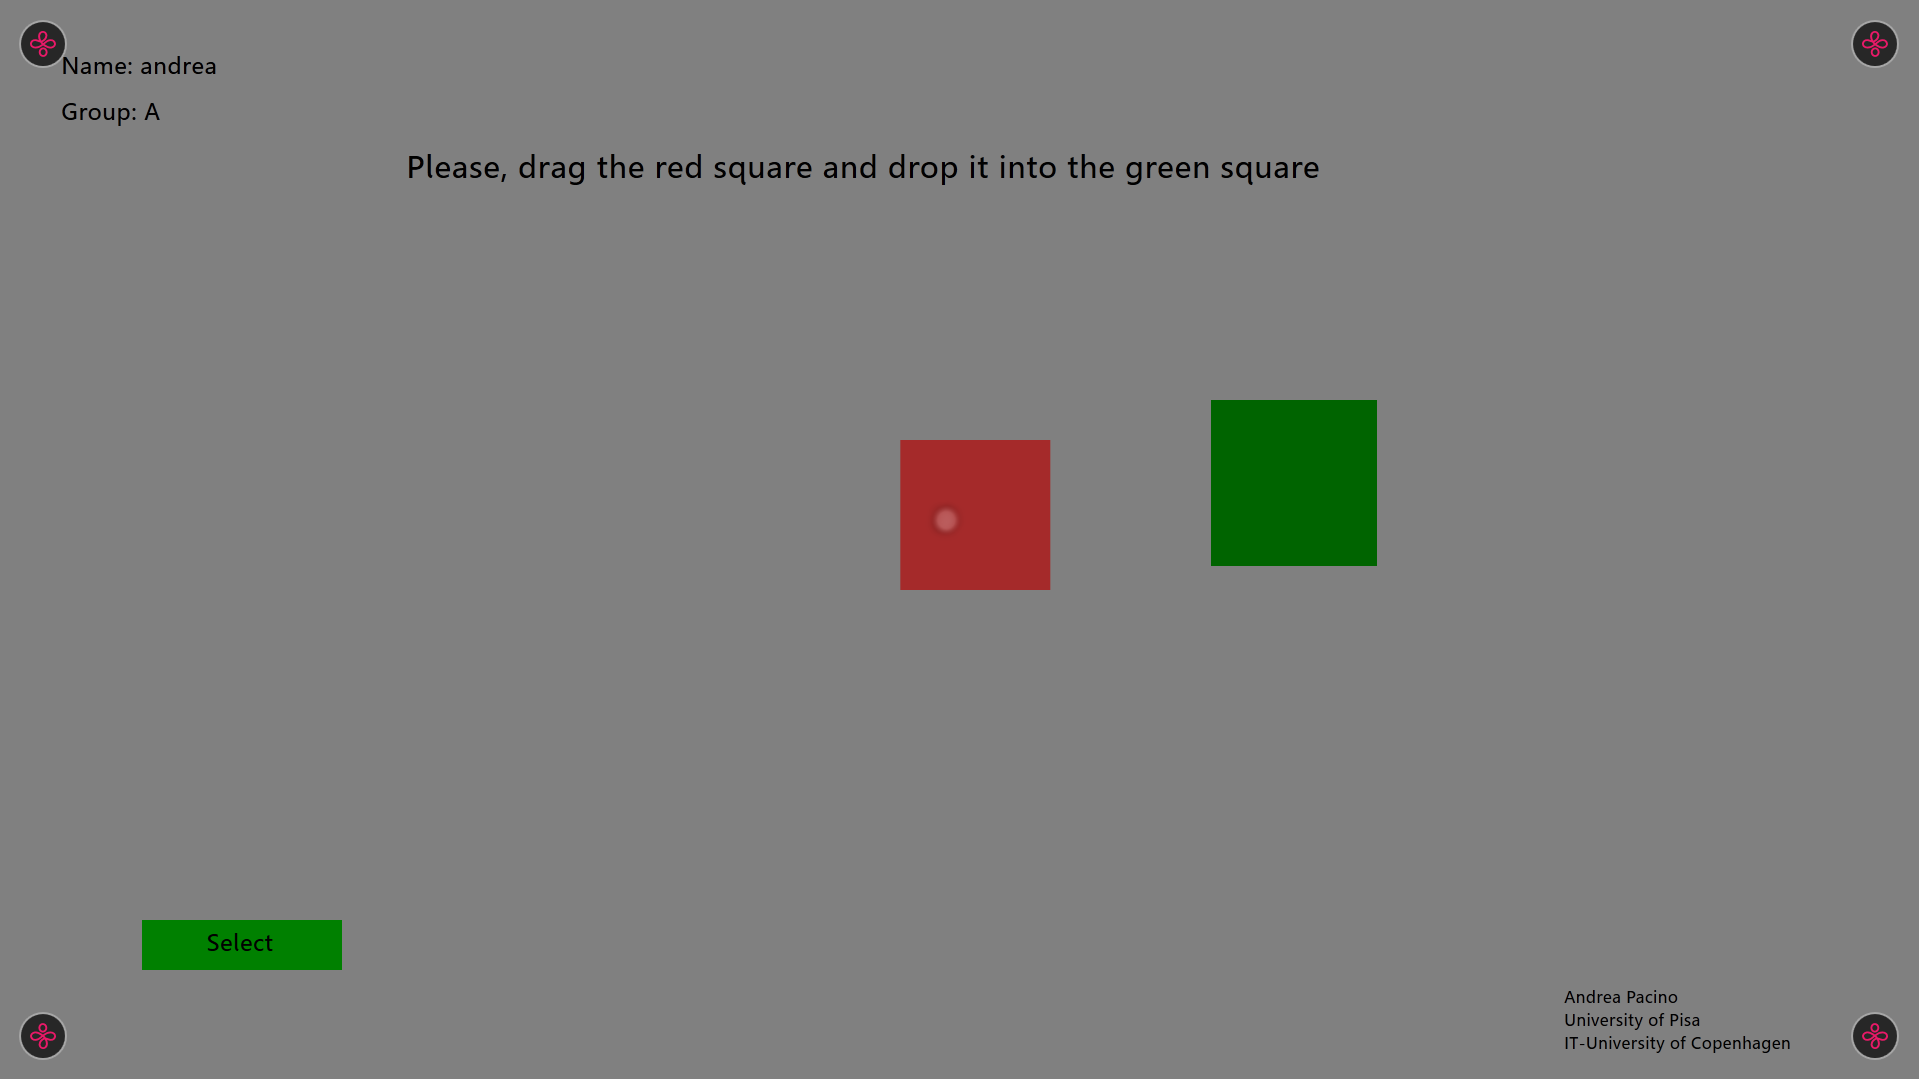 Name: andrea
Group: A
Please, drag the red square and drop it into the green square
Select
Andrea Pacino
University of Pisa
IT-University of Copenhagen